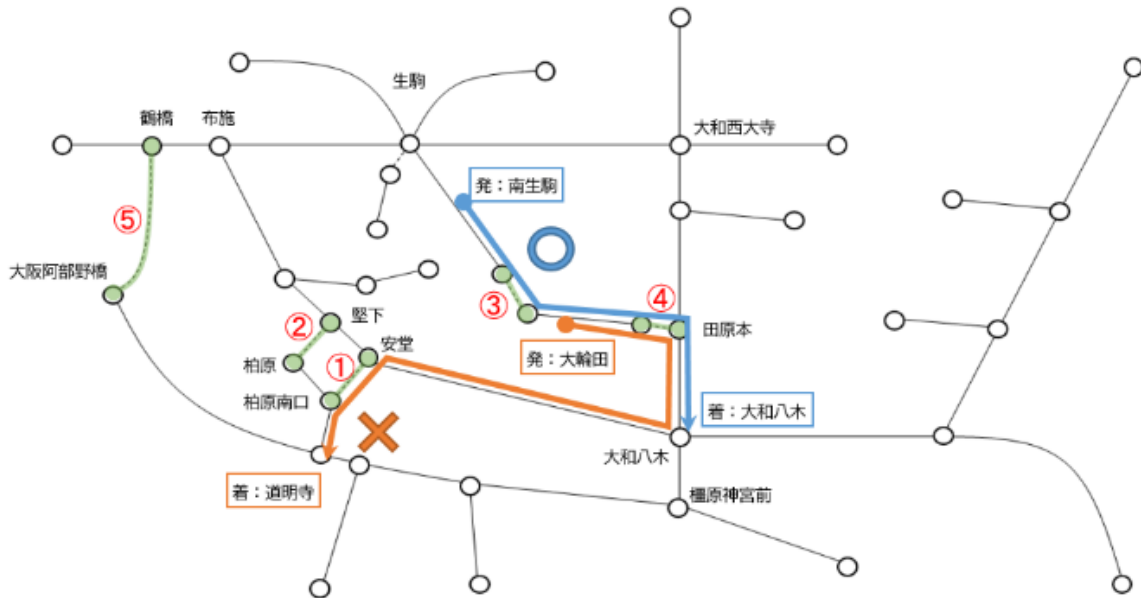 生駒
鶴橋
布施
大和西大寺
発：南生駒
⑤
大阪阿部野橋
③
④
②
堅下
田原本
安堂
発：大輪田
柏原
①
柏原南口
着：大和八木
大和八木
着：道明寺
橿原神宮前